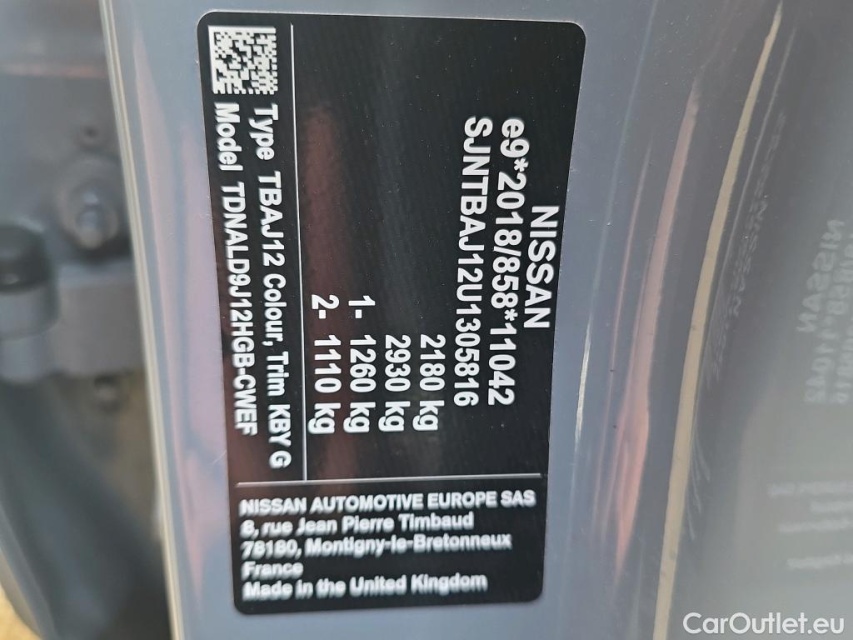 NISSAN
e9*2018/858*11042
SJNTBAJ12U1305816
2180 kg
2930 kg
1- 1260 kg
2- 1110 kg
Type TBAJ12 Colour, Trim KBY G
Model TDNALD9J12HGB-CWEF
NISSAN AUTOMOTIVE EUROPE SAS
8, rue Jean Pierre Timbaud
78180, Montigny-le-Bretonneux
France
Made in the United Kingdom
CarOutlet.eu